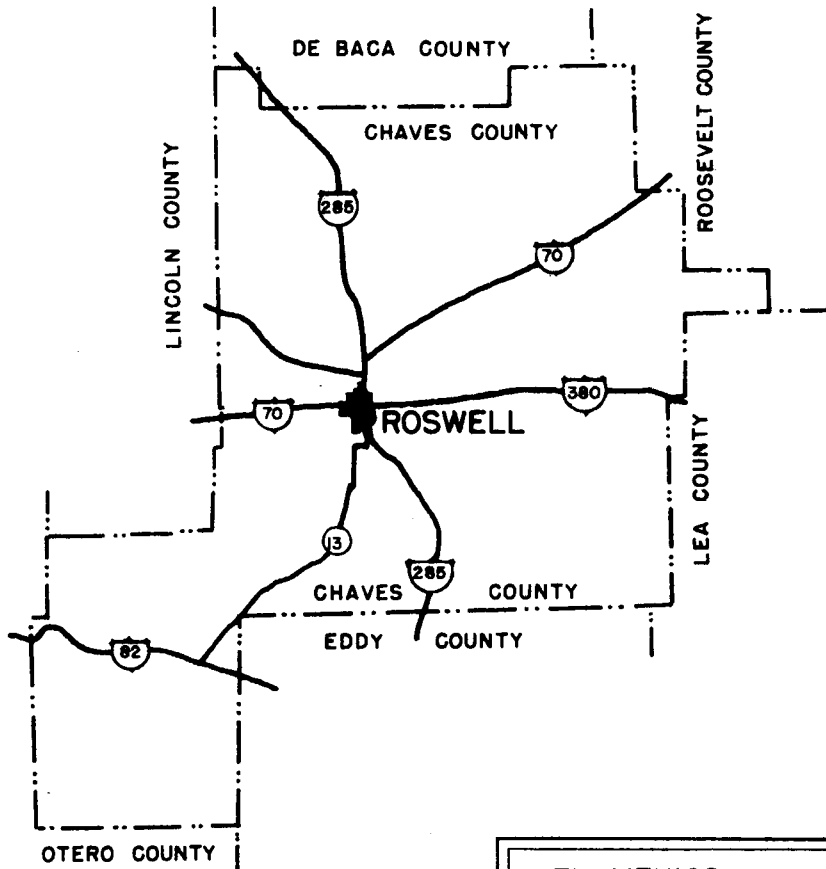 DE BACA COUNTY
CHAVES COUNTY
ROOSEVELT COUNTY
LINCOLN COUNTY
285
70
380
70
ROSWELL
LEA COUNTY
13
285
CHAVES COUNTY
EDDY COUNTY
82
OTERO COUNTY